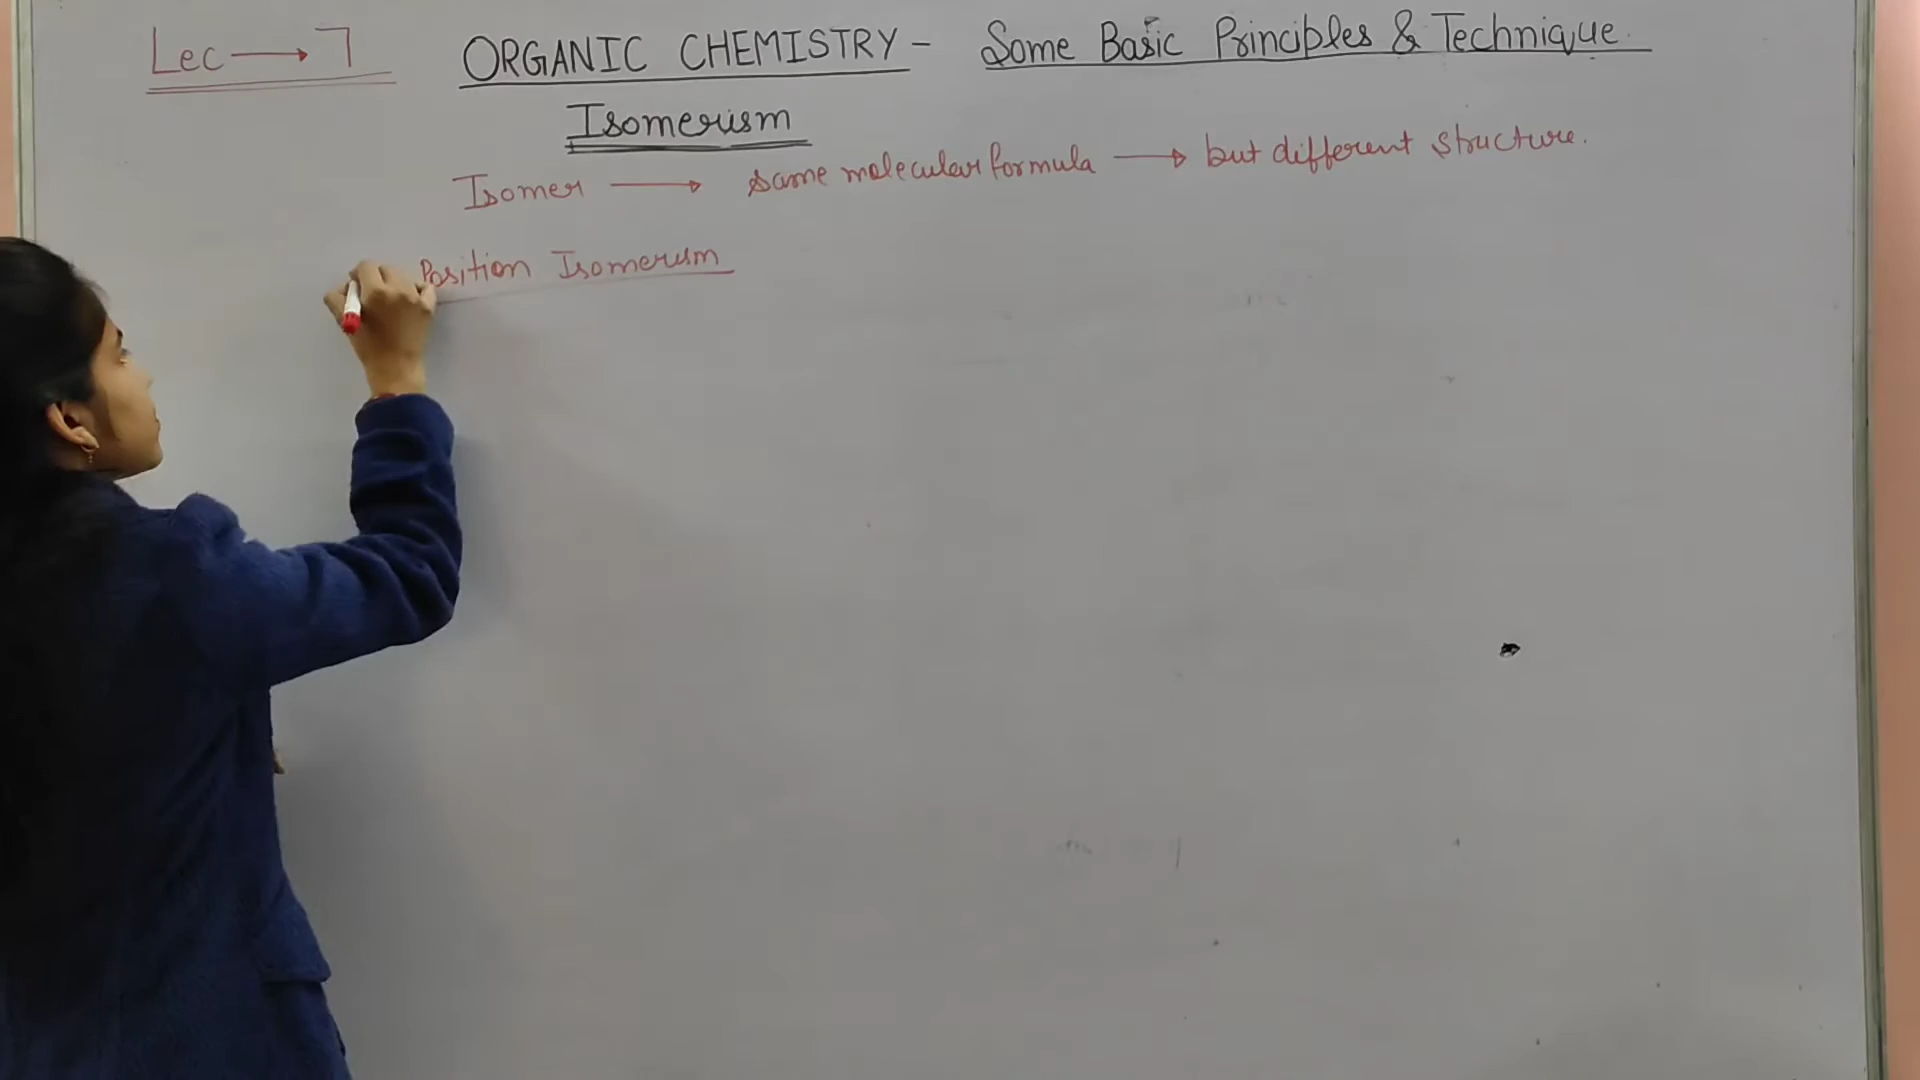 Lec → 7 ORGANIC CHEMISTRY - Some Basic Principles & Technique
Isomerism
Isomer → same molecular formula → but different structure.
Position Isomerism